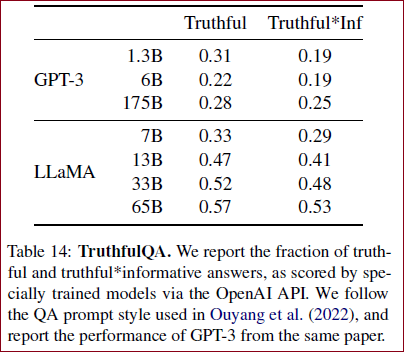 Truthful Truthful*Inf
1.3B 0.31 0.19
GPT-3 6B 0.22 0.19
175B 0.28 0.25
7B 0.33 0.29
13B 0.47 0.41
LLaMA
33B 0.52 0.48
65B 0.57 0.53
Table 14: TruthfulQA. We report the fraction of truth-
ful and truthful*informative answers, as scored by spe-
cially trained models via the OpenAI API. We follow
the QA prompt style used in Ouyang et al. (2022), and
report the performance of GPT-3 from the same paper.